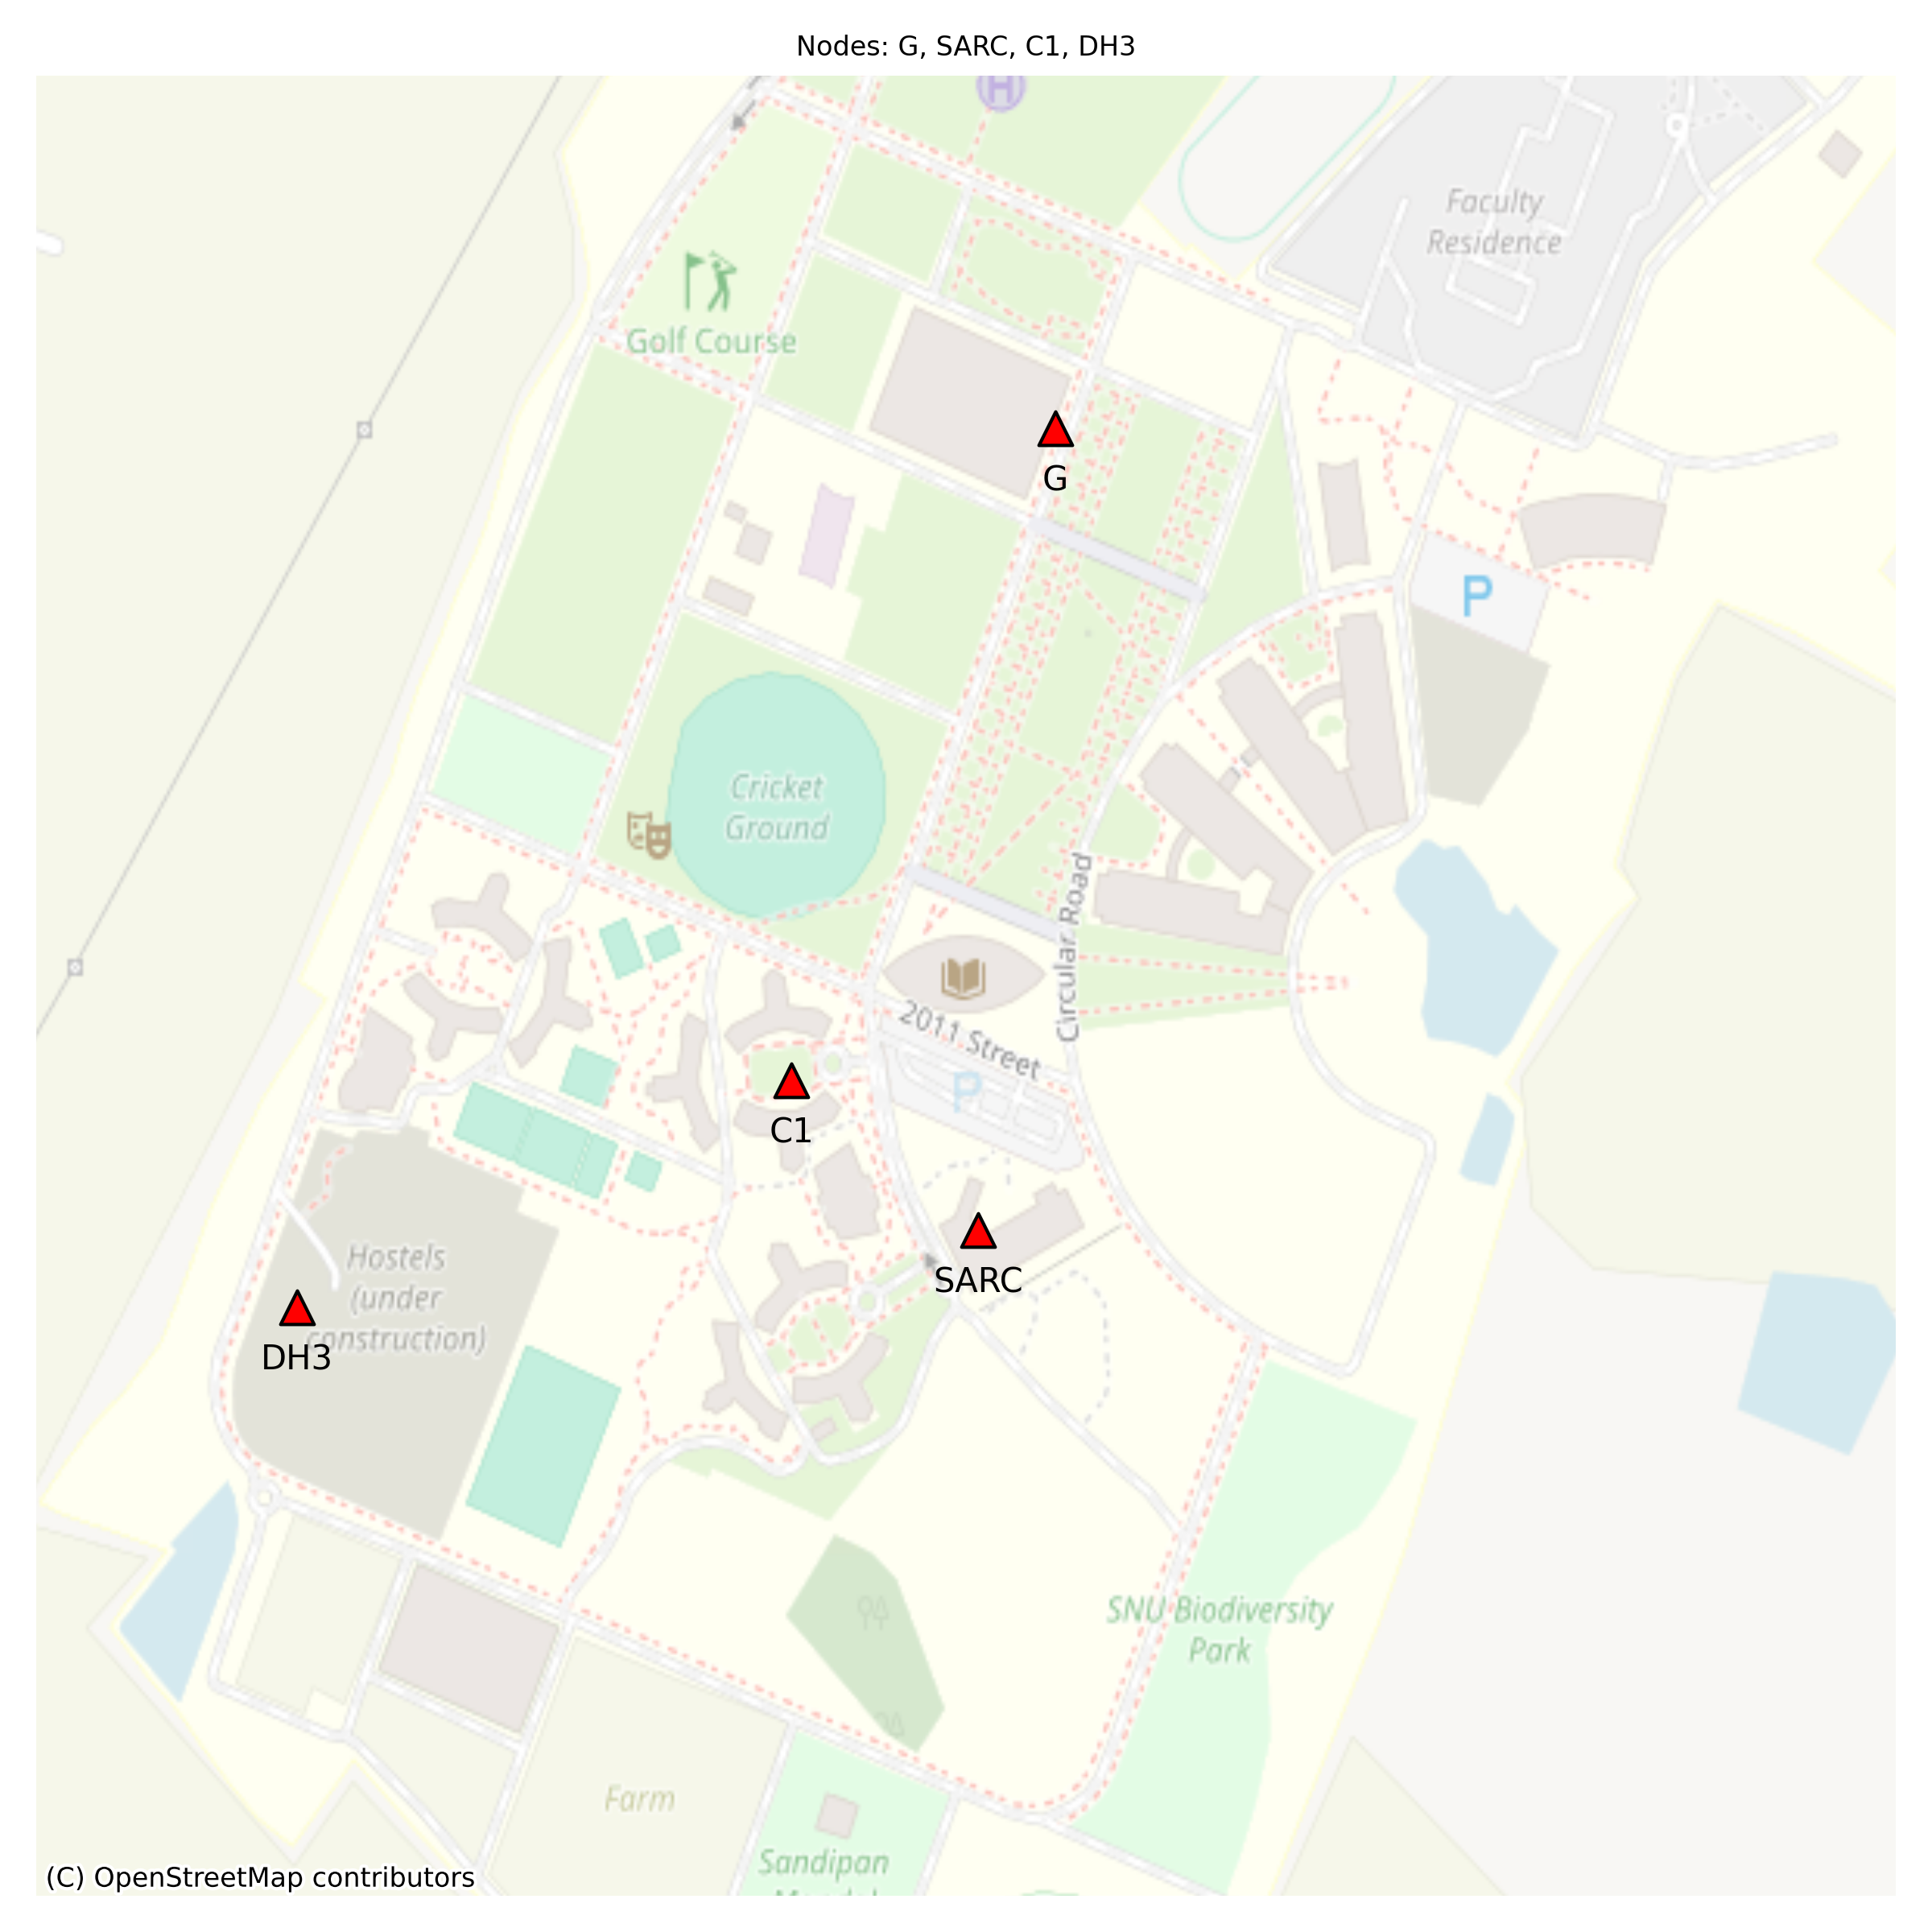 Nodes: G, SARC, C1, DH3
H
Faculty
Residence
Golf Course
G
P
Cricket
Ground
Circular Road
2011 Street
P
C1
SARC
Hostels
(under
construction)
DH3
SNU Biodiversity
Park
Farm
Sandipan
(C) OpenStreetMap contributors